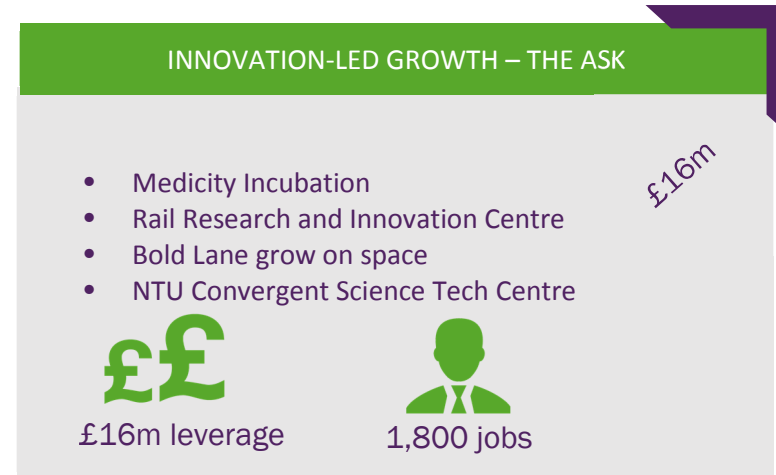 INNOVATION-LED GROWTH – THE ASK
£16m
• Medicity Incubation
• Rail Research and Innovation Centre
• Bold Lane grow on space
• NTU Convergent Science Tech Centre
££
£16m leverage
1,800 jobs